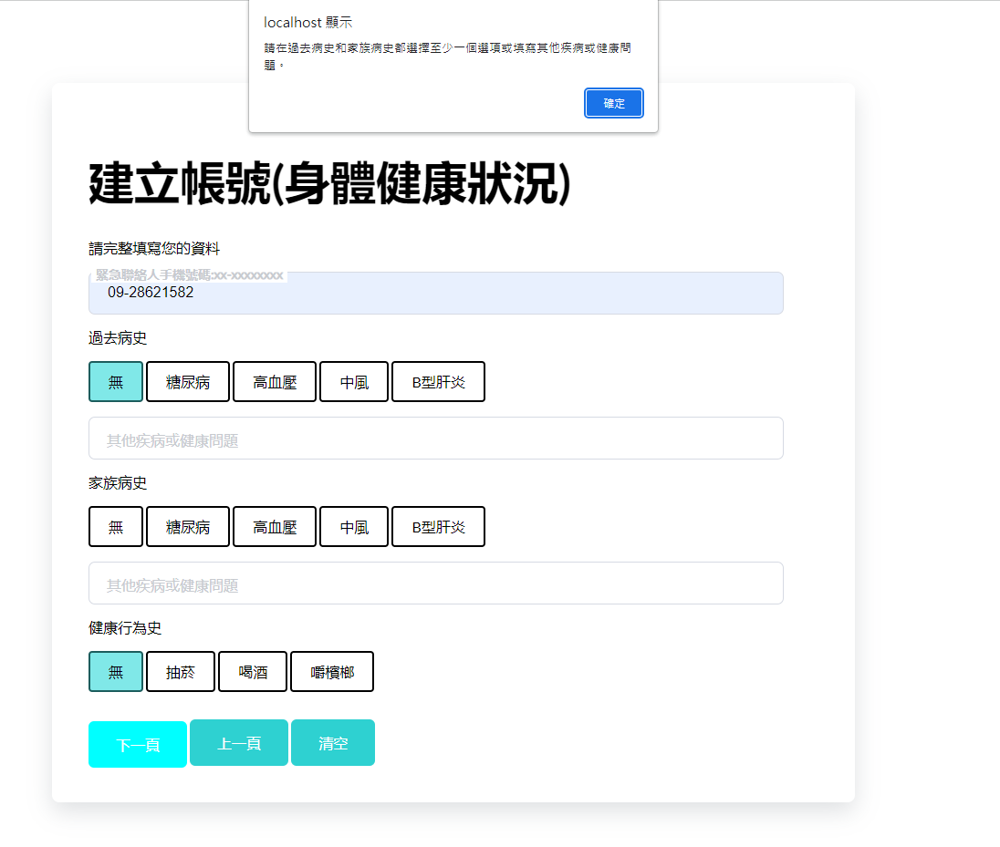 localhost 顯示
請在過去病史和家族病史都選擇至少一個選項或填寫其他疾病或健康問
題。
確定
建立帳號(身體健康狀況)
請完整填寫您的資料
緊急聯絡人手機號碼:xx-xxxxxxxx
09-28621582
過去病史
無 糖尿病 高血壓 中風 B型肝炎
其他疾病或健康問題
家族病史
無 糖尿病 高血壓 中風 B型肝炎
其他疾病或健康問題
健康行為史
無 抽菸 喝酒 嚼檳榔
下一頁 上一頁 清空